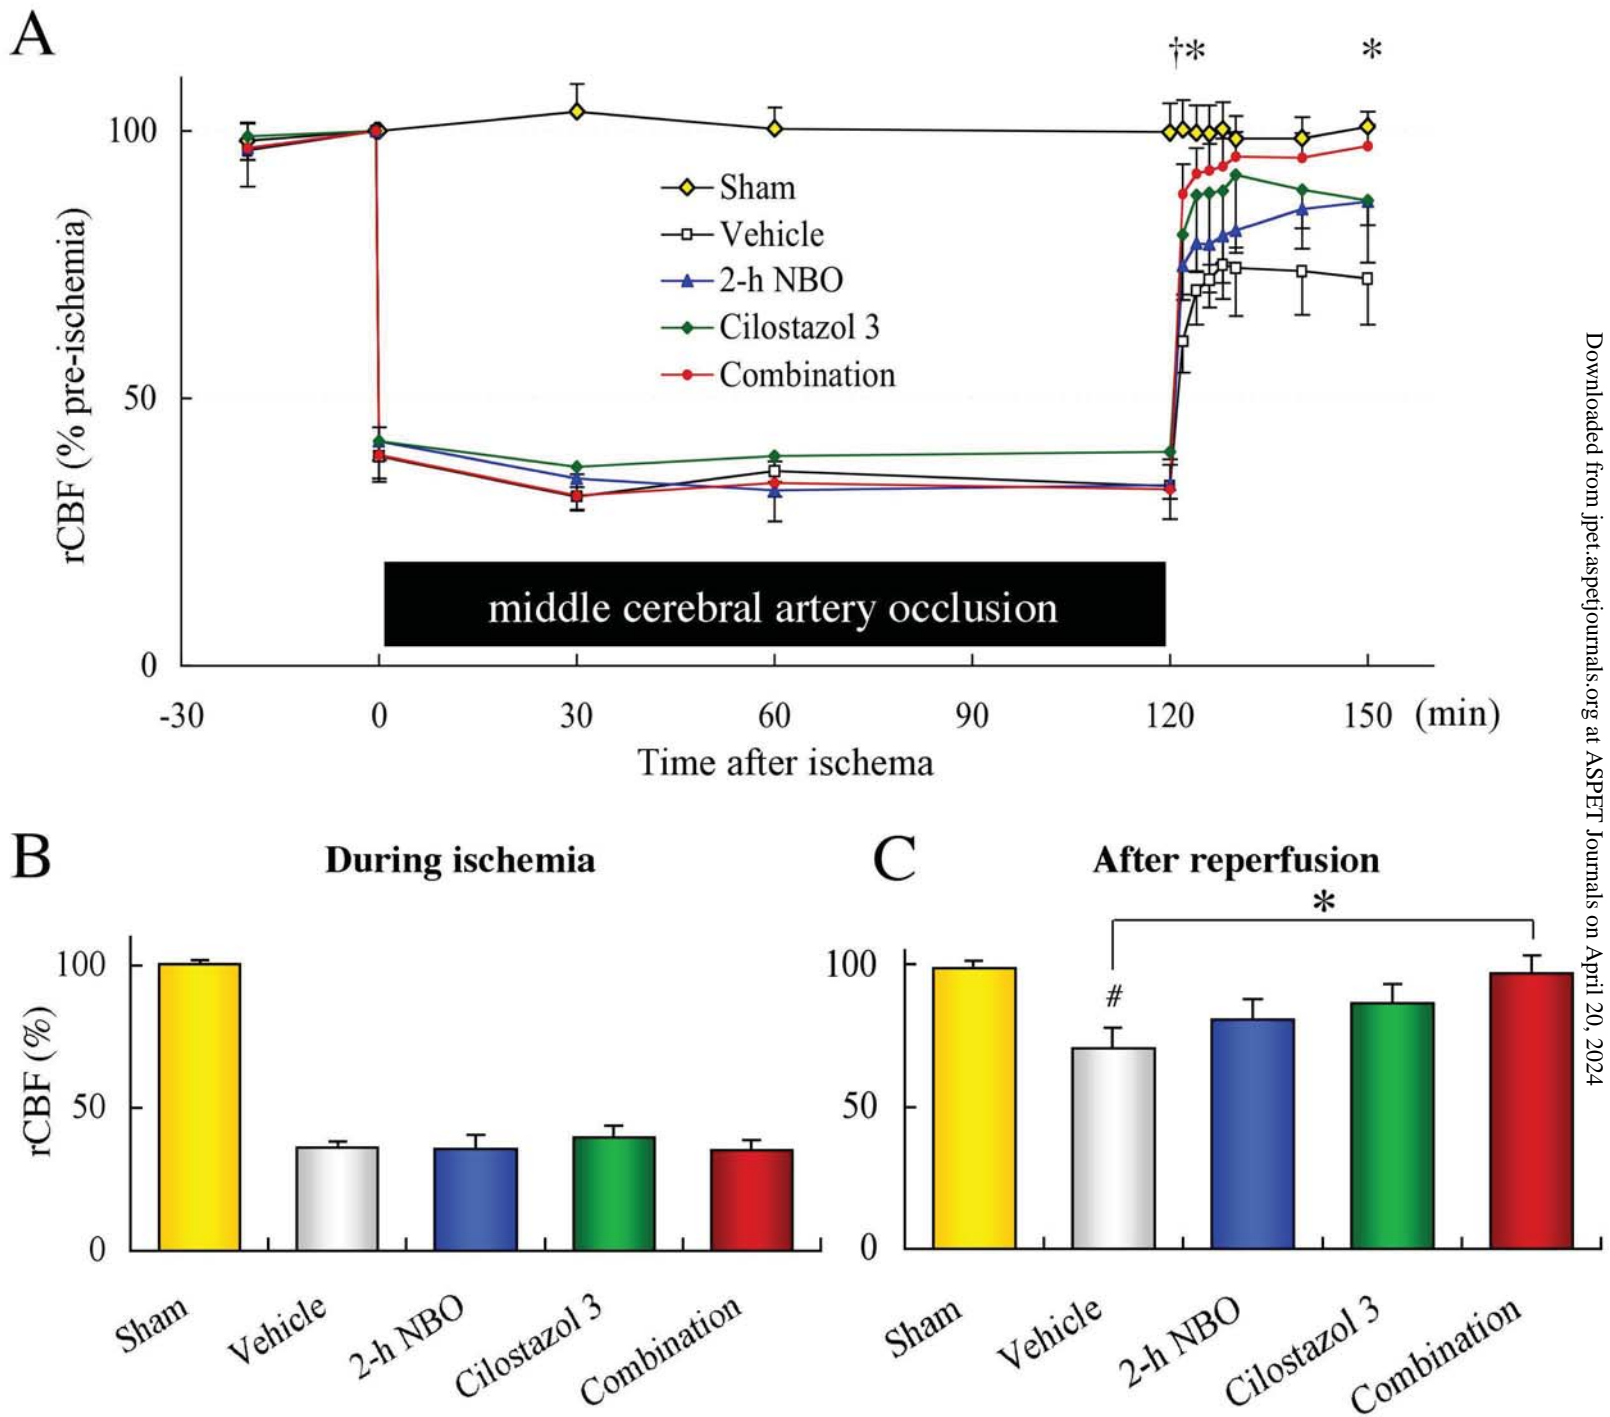 A
†*
*
100
50
0
rCBF (% pre-ischemia)
Sham
Vehicle
2-h NBO
Cilostazol 3
Combination
middle cerebral artery occlusion
-30 0 30 60 90 120 150 (min)
Time after ischema
B
During ischemia
100
50
0
rCBF (%)
Sham
Vehicle
2-h NBO
Cilostazol 3
Combination
C
After reperfusion
*
#
100
50
0
Sham
Vehicle
2-h NBO
Cilostazol 3
Combination
Downloaded from jpet.aspetjournals.org at ASPET Journals on April 20, 2024